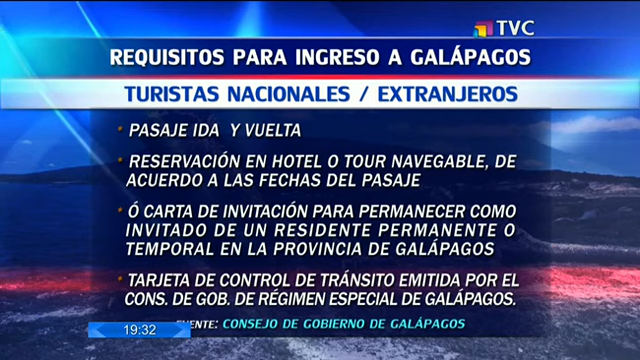 TVC
REQUISITOS PARA INGRESO A GALÁPAGOS
TURISTAS NACIONALES / EXTRANJEROS
• PASAJE IDA Y VUELTA
• RESERVACIÓN EN HOTEL O TOUR NAVEGABLE, DE
ACUERDO A LAS FECHAS DEL PASAJE
• Ó CARTA DE INVITACIÓN PARA PERMANECER COMO
INVITADO DE UN RESIDENTE PERMANENTE O
TEMPORAL EN LA PROVINCIA DE GALÁPAGOS
• TARJETA DE CONTROL DE TRÁNSITO EMITIDA POR EL
CONS. DE GOB. DE RÉGIMEN ESPECIAL DE GALÁPAGOS.
FUENTE: CONSEJO DE GOBIERNO DE GALÁPAGOS
19:32